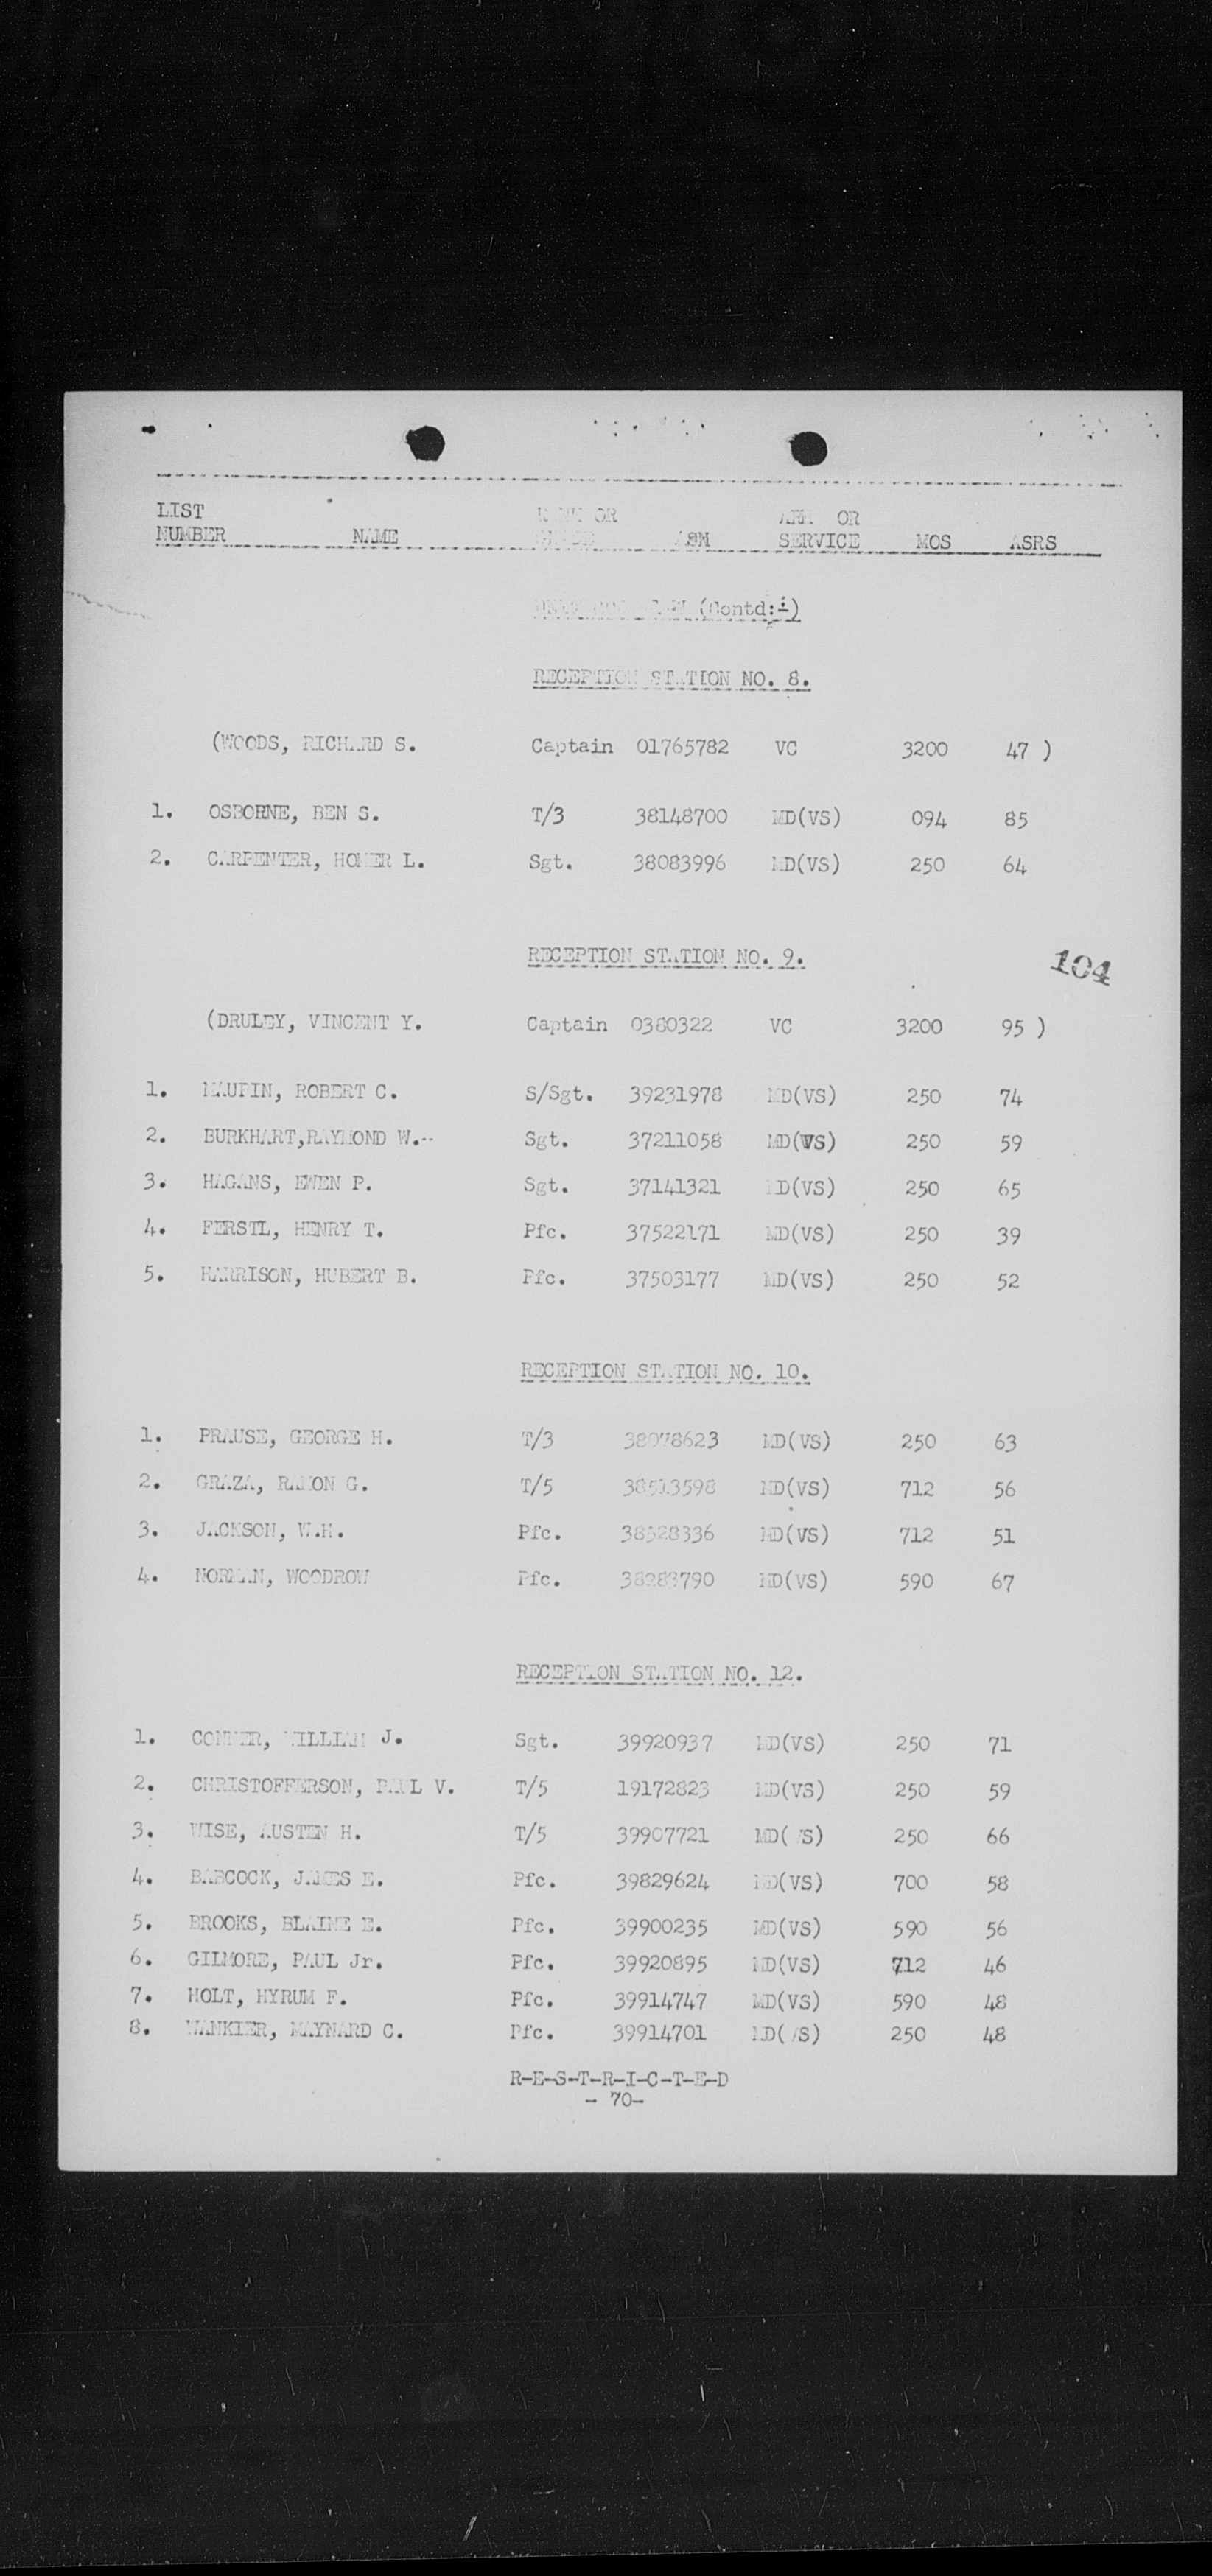 LIST OR ARM OR
NUMBER NAME ASN SERVICE MOS ASRS
(Contd:-)
RECEPTION STATION NO. 8.
(WOODS, RICHARD S. Captain 01765782 VC 3200 47 )
1. OSBORNE, BEN S. T/3 38148700 MD(VS) 094 85
2. CARPENTER, HOMER L. Sgt. 38083996 MD(VS) 250 64
RECEPTION STATION NO. 9.
104
(DRULEY, VINCENT Y. Captain 0380322 VC 3200 95 )
1. MAUPIN, ROBERT C. S/Sgt. 39231978 MD(VS) 250 74
2. BURKHART,RAYMOND W.-- Sgt. 37211058 MD(VS) 250 59
3. HAGANS, EWEN P. Sgt. 37141321 MD(VS) 250 65
4. FERSTL, HENRY T. Pfc. 37522171 MD(VS) 250 39
5. HARRISON, HUBERT B. Pfc. 37503177 MD(VS) 250 52
RECEPTION STATION NO. 10.
1. PRAUSE, GEORGE H. T/3 38078623 MD(VS) 250 63
2. GRAZA, RAMON G. T/5 38513598 MD(VS) 712 56
3. JACKSON, W.H. Pfc. 38528336 MD(VS) 712 51
4. NORMAN, WOODROW Pfc. 38283790 MD(VS) 590 67
RECEPTION STATION NO. 12.
1. WILLIAM J. Sgt. 39920937 MD(VS) 250 71
2. CHRISTOFFERSON, PAUL V. T/5 19172823 MD(VS) 250 59
3. WISE, AUSTEN H. T/5 39907721 MD(VS) 250 66
4. BABCOCK, JAMES E. Pfc. 39829624 MD(VS) 700 58
5. BROOKS, BLAINE E. Pfc. 39900235 MD(VS) 590 56
6. GILMORE, PAUL Jr. Pfc. 39920895 MD(VS) 712 46
7. HOLT, HYRUM F. Pfc. 39914747 MD(VS) 590 48
8. MAYNARD C. Pfc. 39914701 MD(VS) 250 48
R-E-S-T-R-I-C-T-E-D
- 70-